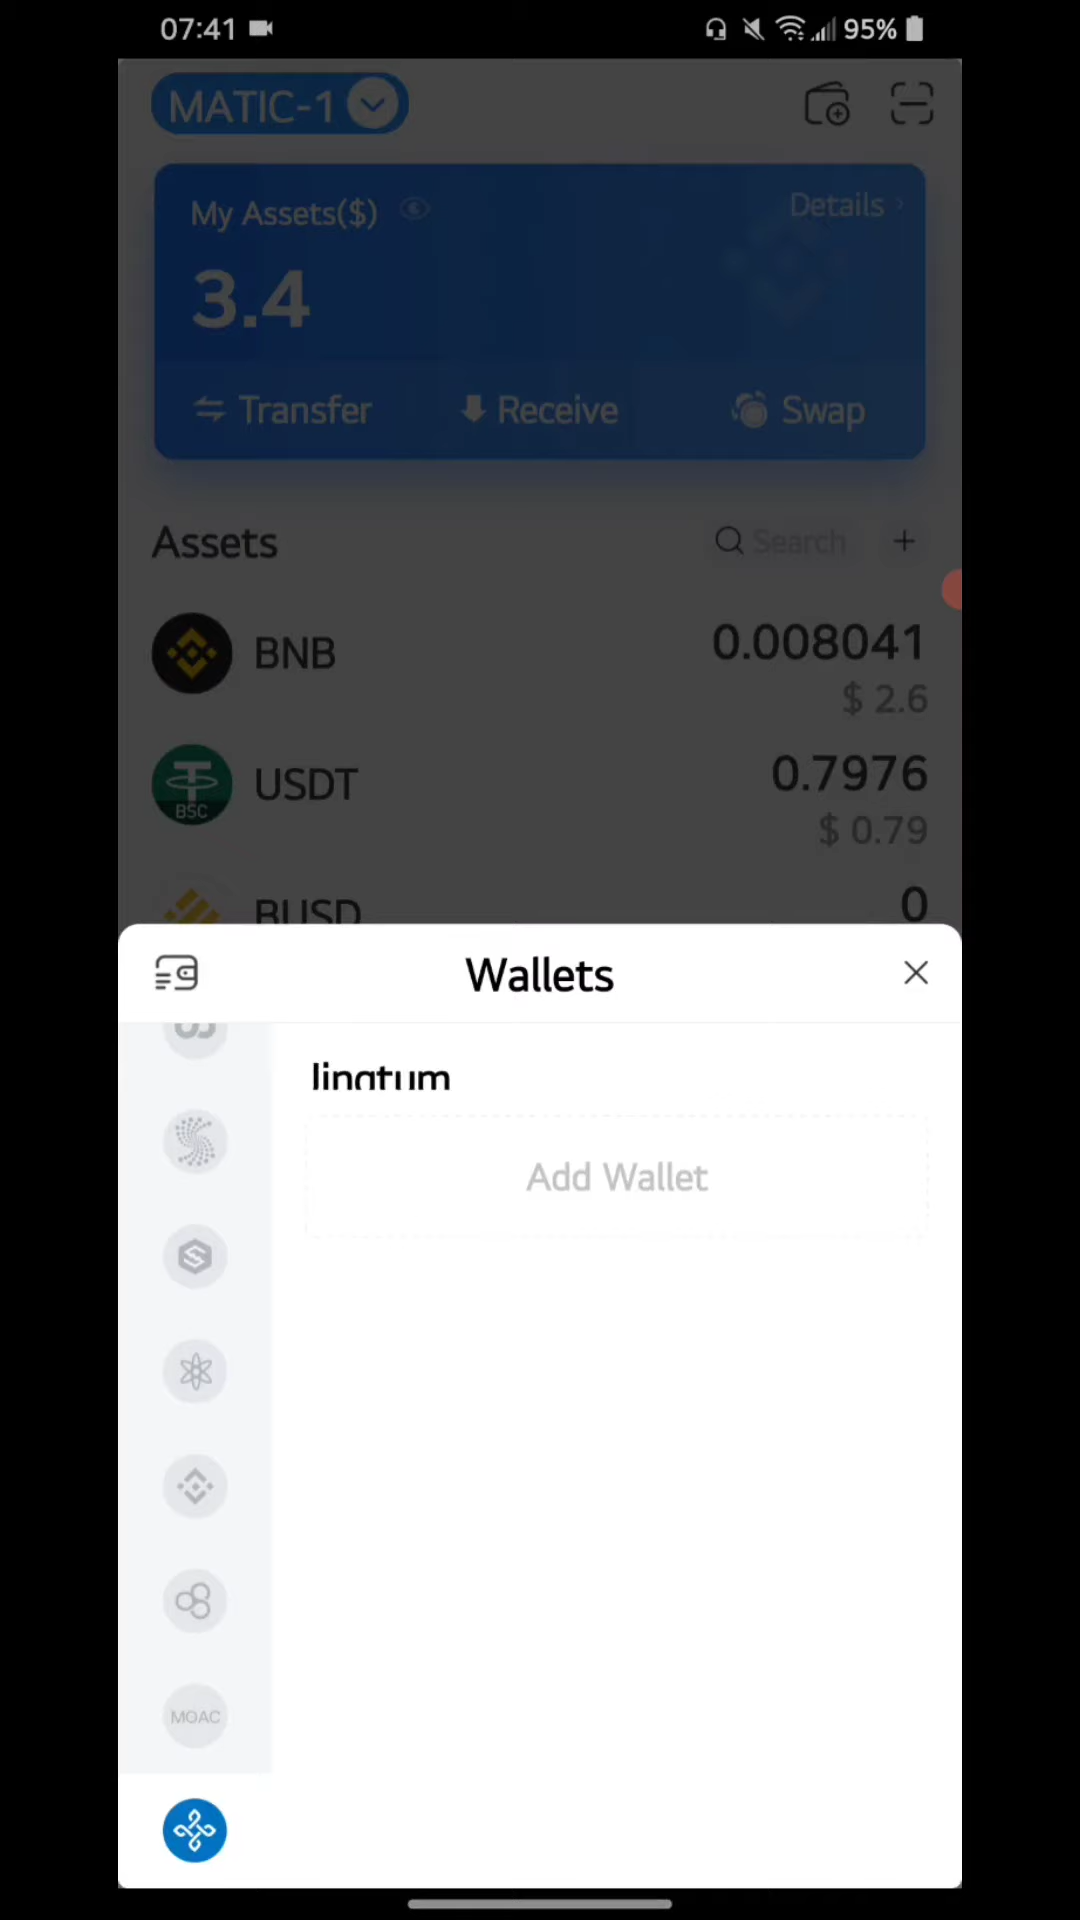 07:41 95%
MATIC-1
My Assets($) Details
3.4
Transfer Receive Swap
Assets Search
BNB 0.008041
$ 2.6
USDT 0.7976
BSC
$ 0.79
BUSD 0
Wallets
Add Wallet
MOAC